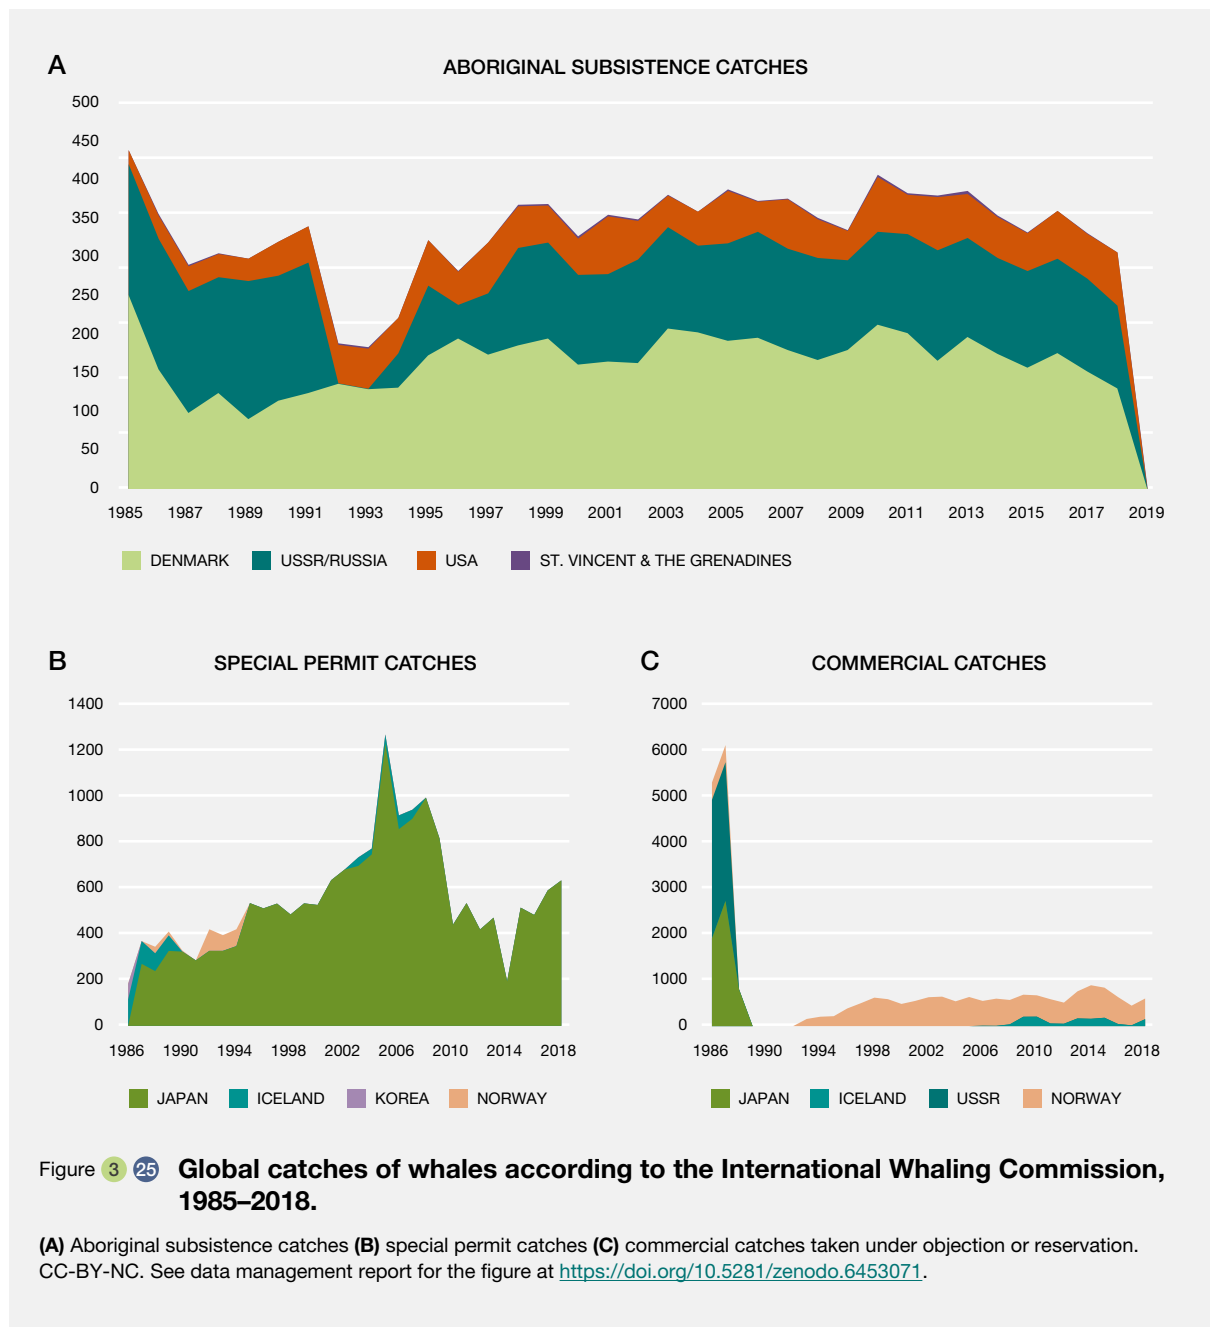 A
ABORIGINAL SUBSISTENCE CATCHES
500
450
400
350
300
250
200
150
100
50
0
1985 1987 1989 1991 1993 1995 1997 1999 2001 2003 2005 2007 2009 2011 2013 2015 2017 2019
DENMARK USSR/RUSSIA USA ST. VINCENT & THE GRENADINES
B
SPECIAL PERMIT CATCHES
1400
1200
1000
800
600
400
200
0
1986 1990 1994 1998 2002 2006 2010 2014 2018
JAPAN ICELAND KOREA NORWAY
C
COMMERCIAL CATCHES
7000
6000
5000
4000
3000
2000
1000
0
1986 1990 1994 1998 2002 2006 2010 2014 2018
JAPAN ICELAND USSR NORWAY
Figure 3 25 Global catches of whales according to the International Whaling Commission,
1985–2018.
(A) Aboriginal subsistence catches (B) special permit catches (C) commercial catches taken under objection or reservation.
CC-BY-NC. See data management report for the figure at https://doi.org/10.5281/zenodo.6453071.